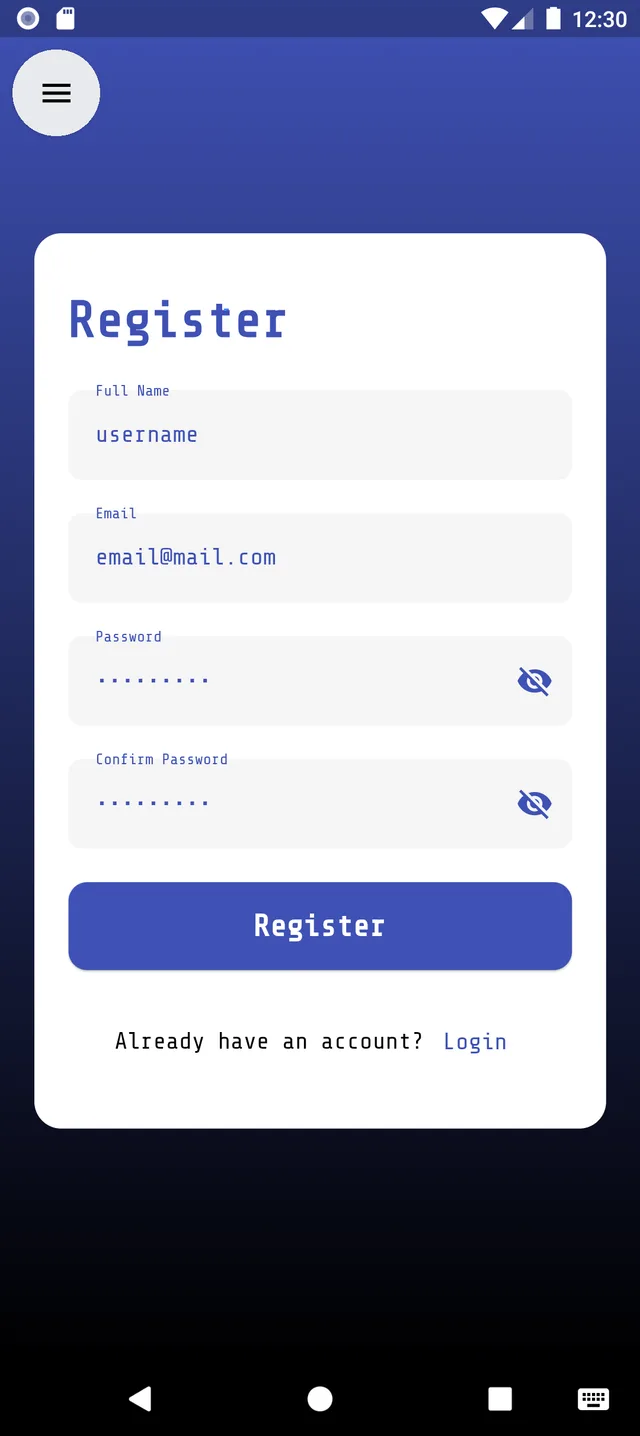 12:30
Register
Full Name
username
Email
email@mail.com
Password
·········
Confirm Password
·········
Register
Already have an account? Login